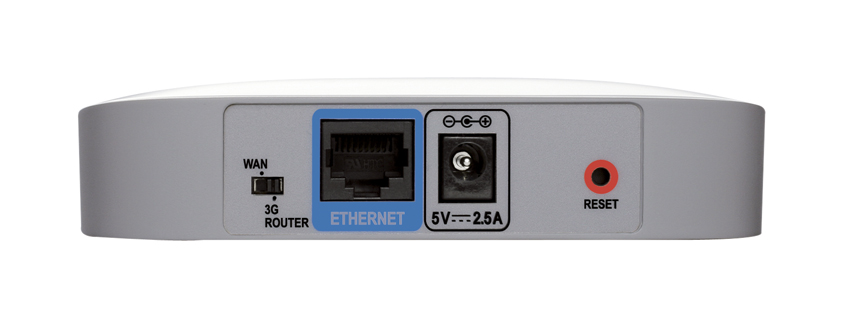 WAN
3G
ROUTER
ETHERNET
5V 2.5A
RESET